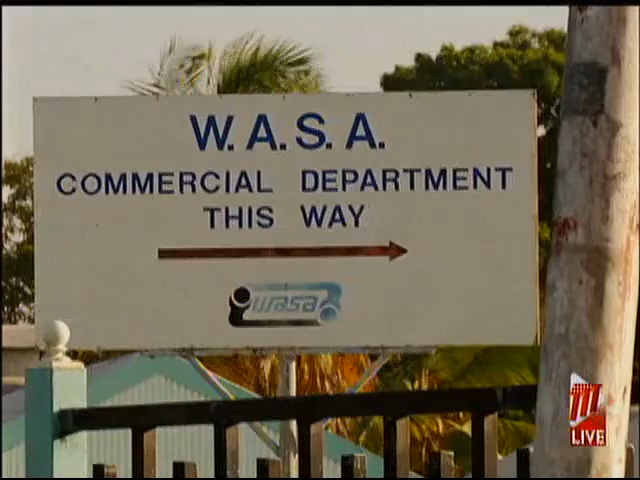 W.A.S.A.
COMMERCIAL DEPARTMENT
THIS WAY
wasa
LIVE